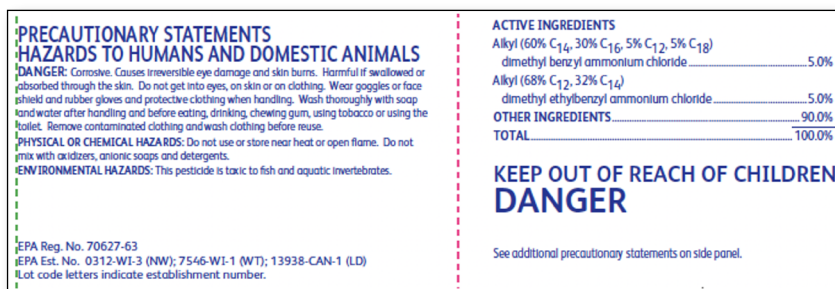 PRECAUTIONARY STATEMENTS
HAZARDS TO HUMANS AND DOMESTIC ANIMALS
DANGER: Corrosive. Causes irreversible eye damage and skin burns. Harmful if swallowed or
absorbed through the skin. Do not get into eyes, on skin or on clothing. Wear goggles or face
shield and rubber gloves and protective clothing when handling. Wash thoroughly with soap
and water after handling and before eating, drinking, chewing gum, using tobacco or using the
toilet. Remove contaminated clothing and wash clothing before reuse.
PHYSICAL OR CHEMICAL HAZARDS: Do not use or store near heat or open flame. Do not
mix with oxidizers, anionic soaps and detergents.
ENVIRONMENTAL HAZARDS: This pesticide is toxic to fish and aquatic invertebrates.
EPA Reg. No. 70627-63
EPA Est. No. 0312-WI-3 (NW); 7546-WI-1 (WT); 13938-CAN-1 (LD)
Lot code letters indicate establishment number.
ACTIVE INGREDIENTS
Alkyl (60% C14, 30% C16, 5% C12, 5% C18)
dimethyl benzyl ammonium chloride 5.0%
Alkyl (68% C12, 32% C14)
dimethyl ethylbenzyl ammonium chloride 5.0%
OTHER INGREDIENTS 90.0%
TOTAL 100.0%
KEEP OUT OF REACH OF CHILDREN
DANGER
See additional precautionary statements on side panel.